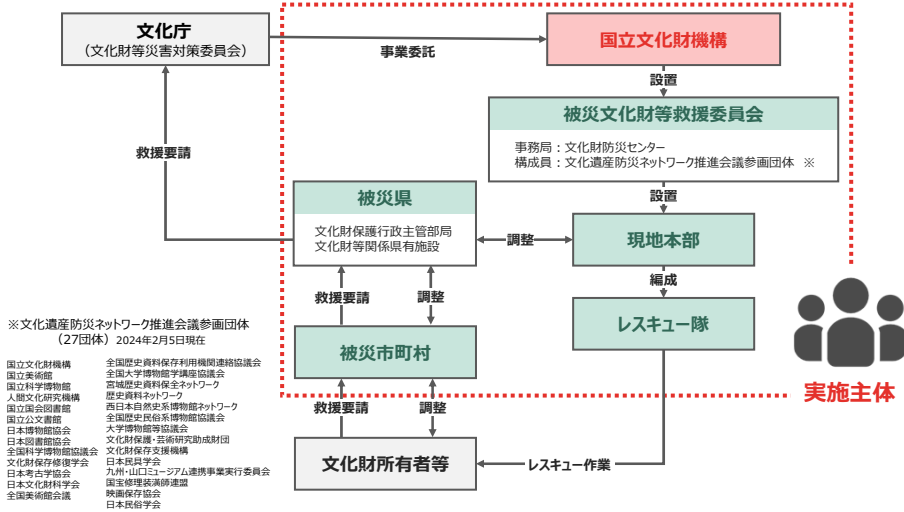 文化庁
（文化財等災害対策委員会）
事業委託
国立文化財機構
設置
被災文化財等救援委員会
事務局：文化財防災センター
構成員：文化遺産防災ネットワーク推進会議参画団体 ※
設置
救援要請
被災県
文化財保護行政主管部局
文化財等関係県有施設
調整
現地本部
編成
救援要請
調整
レスキュー隊
被災市町村
実施主体
救援要請
調整
文化財所有者等
レスキュー作業
※文化遺産防災ネットワーク推進会議参画団体
（27団体）2024年2月5日現在
国立文化財機構
国立美術館
国立科学博物館
人間文化研究機構
国立国会図書館
国立公文書館
日本博物館協会
日本図書館協会
全国科学博物館協議会
文化財保存修復学会
日本考古学協会
日本文化財科学会
全国美術館会議
全国歴史資料保存利用機関連絡協議会
全国大学博物館学講座協議会
宮城歴史資料保全ネットワーク
歴史資料ネットワーク
西日本自然史系博物館ネットワーク
全国歴史民俗系博物館協議会
大学博物館等協議会
文化財保護・芸術研究助成財団
文化財保存支援機構
日本民具学会
九州・山口ミュージアム連携事業実行委員会
国宝修理装潢師連盟
映画保存協会
日本民俗学会